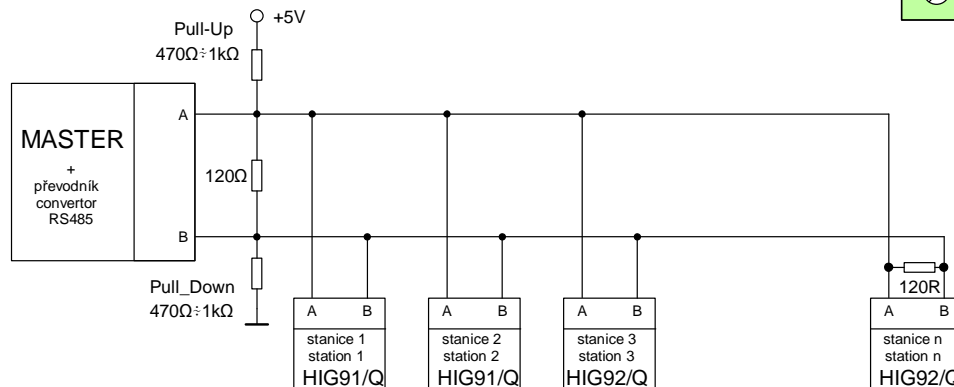 +5V
Pull-Up
470Ω÷1kΩ
A
MASTER
+
převodník
convertor
RS485
120Ω
B
Pull_Down
470Ω÷1kΩ
120R
A B
stanice 1
station 1
HIG91/Q
A B
stanice 2
station 2
HIG91/Q
A B
stanice 3
station 3
HIG92/Q
A B
stanice n
station n
HIG92/Q